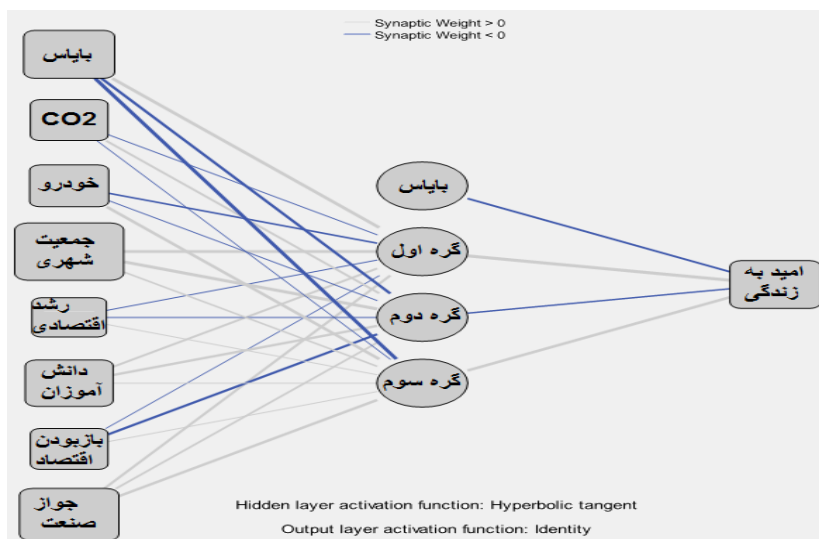 Synaptic Weight > 0
Synaptic Weight < 0
بایاس
CO2
خودرو
جمعیت
شهری
رشد
اقتصادی
دانش
آموزان
بازبودن
اقتصاد
جواز
صنعت
بایاس
گره اول
گره دوم
گره سوم
امید به
زندگی
Hidden layer activation function: Hyperbolic tangent
Output layer activation function: Identity